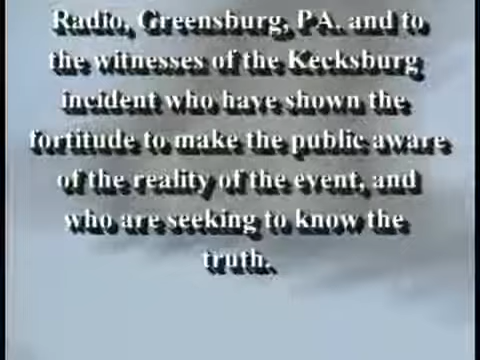 Radio, Greensburg, PA. and to
the witnesses of the Kecksburg
incident who have shown the
fortitude to make the public aware
of the reality of the event, and
who are seeking to know the
truth.